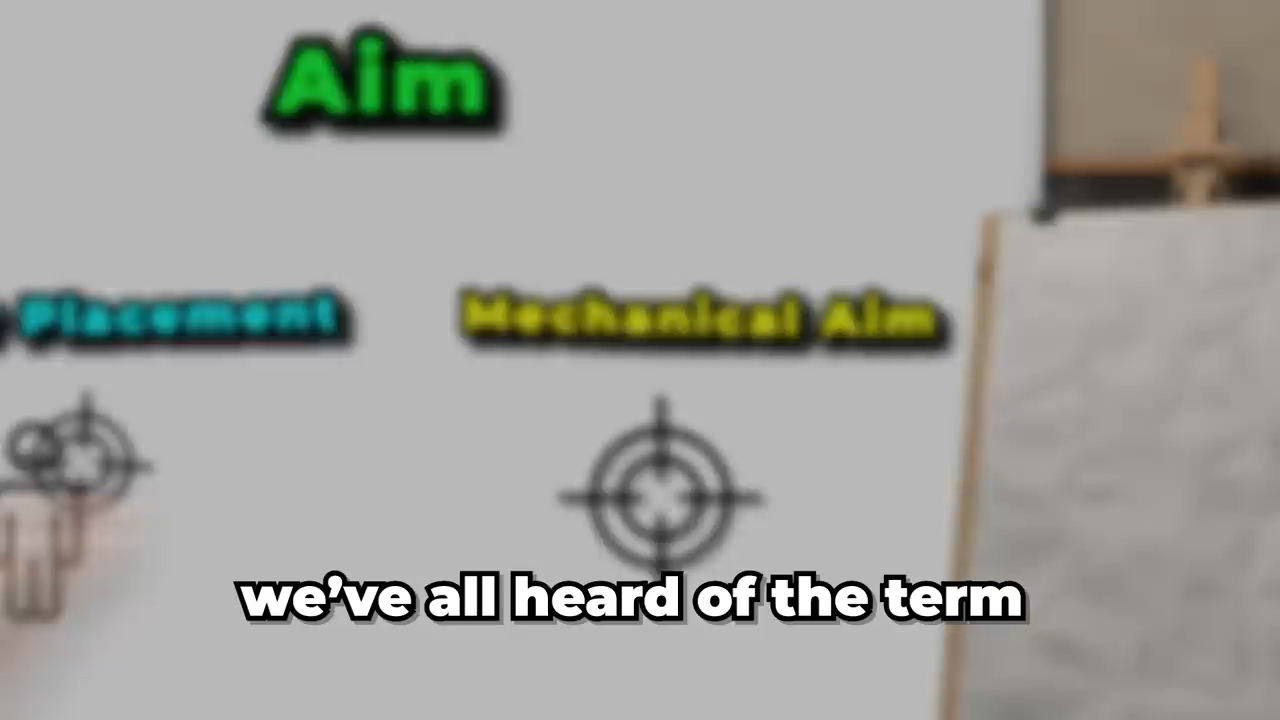 Aim
Placement
Mechanical Aim
we've all heard of the term